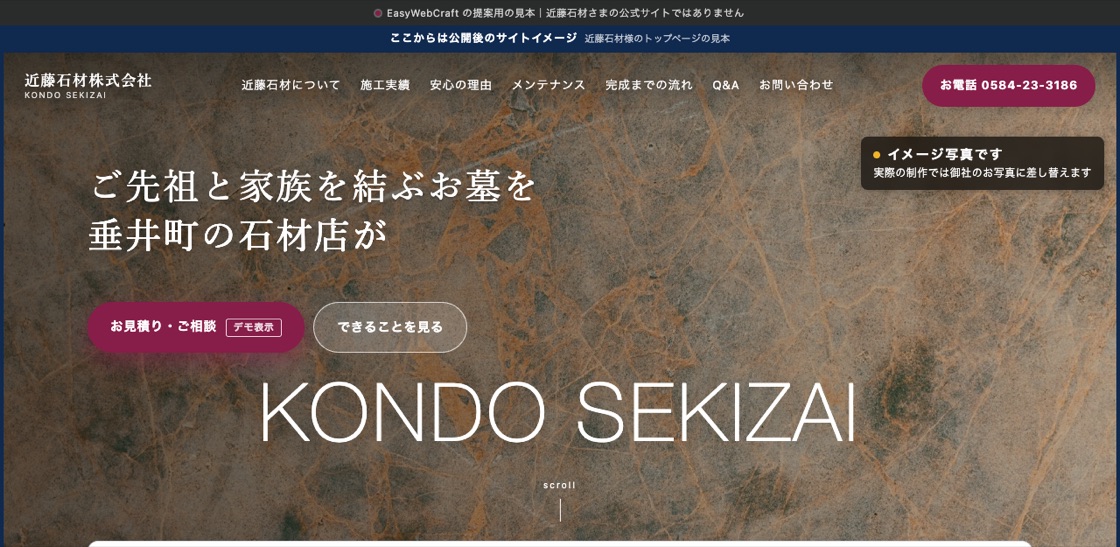 EasyWebCraft の提案用の見本｜近藤石材さまの公式サイトではありません
ここからは公開後のサイトイメージ 近藤石材様のトップページの見本
近藤石材株式会社
KONDO SEKIZAI
近藤石材について 施工実績 安心の理由 メンテナンス 完成までの流れ Q&A お問い合わせ
お電話 0584-23-3186
イメージ写真です
実際の制作では御社のお写真に差し替えます
ご先祖と家族を結ぶお墓を
垂井町の石材店が
お見積り・ご相談 デモ表示
できることを見る
KONDO SEKIZAI
scroll